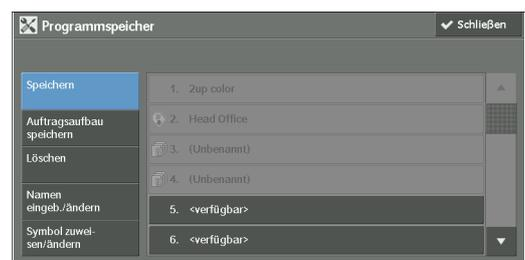 Programmspeicher
Schließen
Speichern
Auftragsaufbau
speichern
Löschen
Namen
eingeb./ändern
Symbol zuwei-
sen/ändern
1. 2up color
2. Head Office
3. (Unbenannt)
4. (Unbenannt)
5. <verfügbar>
6. <verfügbar>